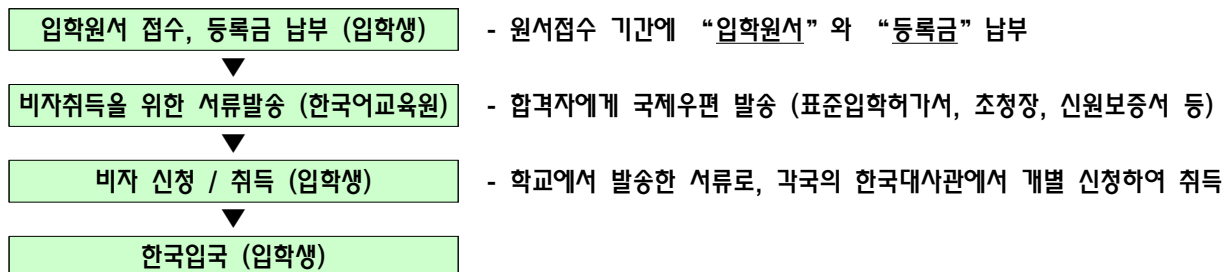 입학원서 접수, 등록금 납부 (입학생) - 원서접수 기간에 “입학원서” 와 “등록금” 납부
▼
비자취득을 위한 서류발송 (한국어교육원) - 합격자에게 국제우편 발송 (표준입학허가서, 초청장, 신원보증서 등)
▼
비자 신청 / 취득 (입학생) - 학교에서 발송한 서류로, 각국의 한국대사관에서 개별 신청하여 취득
▼
한국입국 (입학생)